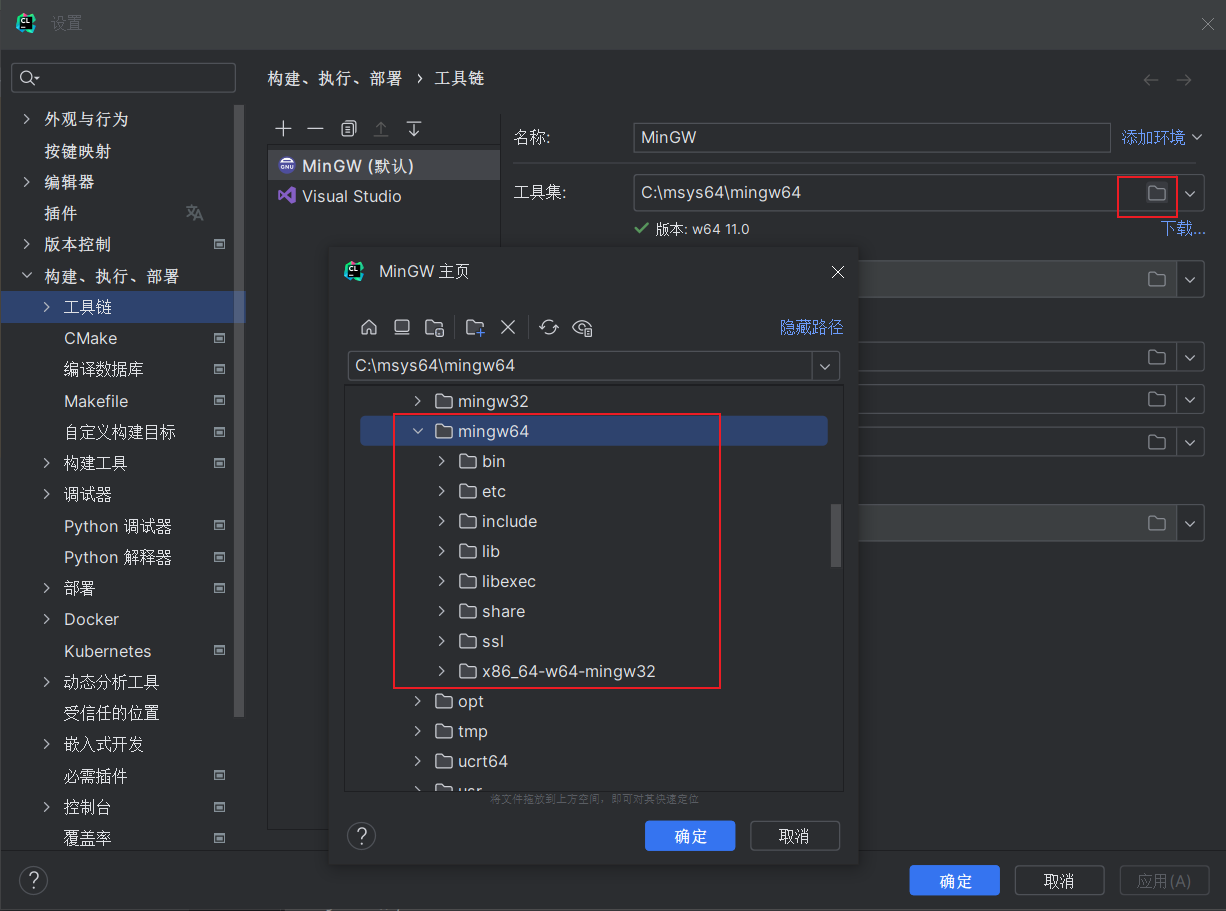 设置
构建、执行、部署 › 工具链
外观与行为
按键映射
编辑器
插件
版本控制
构建、执行、部署
工具链
CMake
编译数据库
Makefile
自定义构建目标
构建工具
调试器
Python 调试器
Python 解释器
部署
Docker
Kubernetes
动态分析工具
受信任的位置
嵌入式开发
必需插件
控制台
覆盖率
MinGW (默认)
Visual Studio
名称:
MinGW
添加环境
工具集:
C:\msys64\mingw64
版本: w64 11.0
下载...
MinGW 主页
隐藏路径
C:\msys64\mingw64
mingw32
mingw64
bin
etc
include
lib
libexec
share
ssl
x86_64-w64-mingw32
opt
tmp
ucrt64
usr
将文件拖放到上方空间，即可对其快速定位
?
确定
取消
?
确定
取消
应用(A)